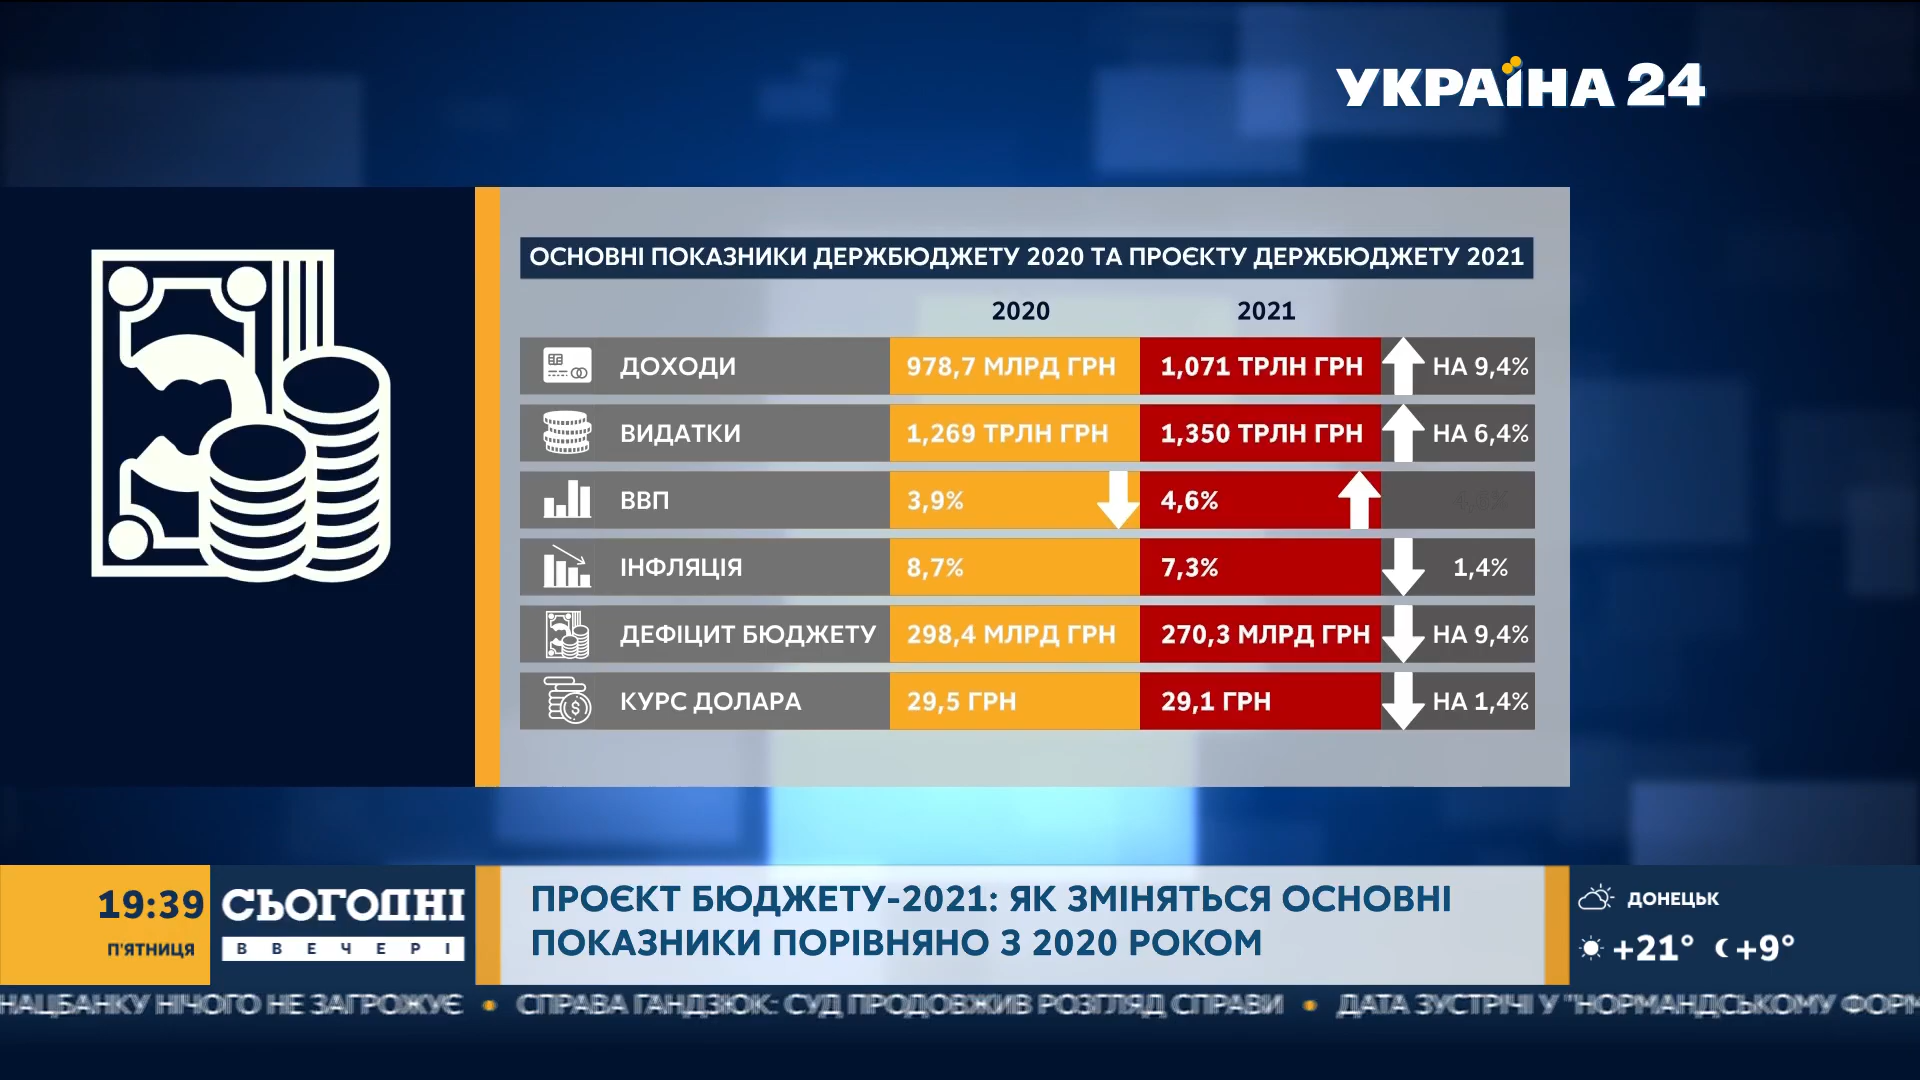 УКРАЇНА 24
ОСНОВНІ ПОКАЗНИКИ ДЕРЖБЮДЖЕТУ 2020 ТА ПРОЄКТУ ДЕРЖБЮДЖЕТУ 2021
2020 2021
ДОХОДИ 978,7 МЛРД ГРН 1,071 ТРЛН ГРН НА 9,4%
ВИДАТКИ 1,269 ТРЛН ГРН 1,350 ТРЛН ГРН НА 6,4%
ВВП 3,9% 4,6%
ІНФЛЯЦІЯ 8,7% 7,3% 1,4%
ДЕФІЦИТ БЮДЖЕТУ 298,4 МЛРД ГРН 270,3 МЛРД ГРН НА 9,4%
КУРС ДОЛАРА 29,5 ГРН 29,1 ГРН НА 1,4%
19:39
П'ЯТНИЦЯ
СЬОГОДНІ
ВВЕЧЕРІ
ПРОЄКТ БЮДЖЕТУ-2021: ЯК ЗМІНЯТЬСЯ ОСНОВНІ
ПОКАЗНИКИ ПОРІВНЯНО З 2020 РОКОМ
ДОНЕЦЬК
+21° +9°
НАЦБАНКУ НІЧОГО НЕ ЗАГРОЖУЄ • СПРАВА ГАНДЗЮК: СУД ПРОДОВЖИВ РОЗГЛЯД СПРАВИ • ДАТА ЗУСТРІЧІ У "НОРМАНДСЬКОМУ ФОРМ